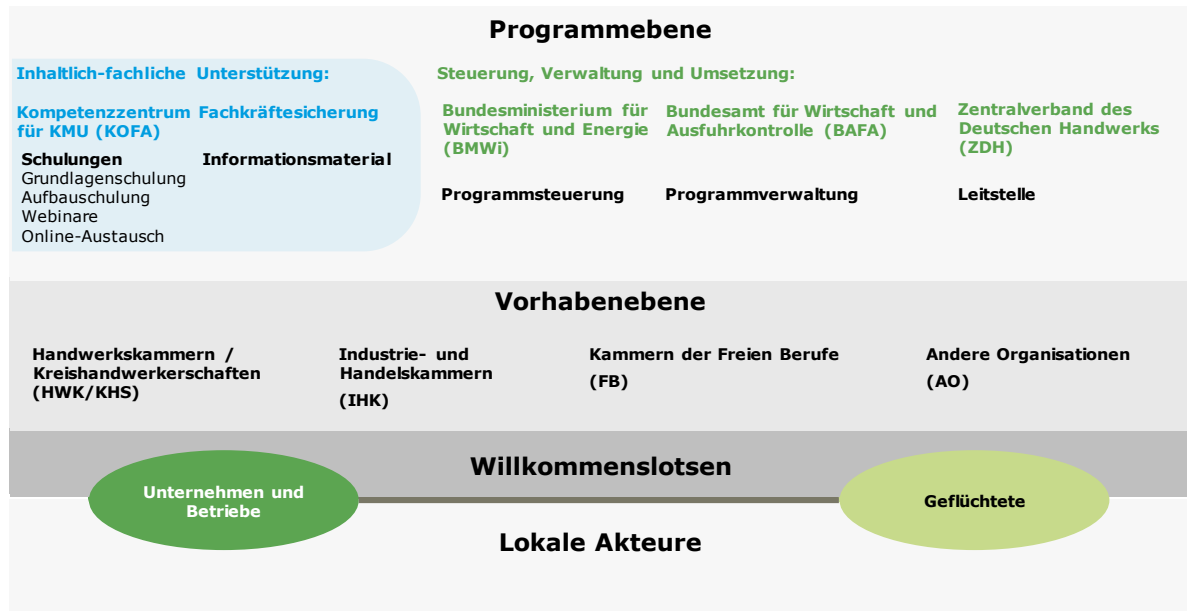 Programmebene
Inhaltlich-fachliche Unterstützung:
Kompetenzzentrum Fachkräftesicherung
für KMU (KOFA)
Schulungen
Grundlagenschulung
Aufbauschulung
Webinare
Online-Austausch
Informationsmaterial
Steuerung, Verwaltung und Umsetzung:
Bundesministerium für
Wirtschaft und Energie
(BMWi)
Programmsteuerung
Bundesamt für Wirtschaft und
Ausfuhrkontrolle (BAFA)
Programmverwaltung
Zentralverband des
Deutschen Handwerks
(ZDH)
Leitstelle
Vorhabenebene
Handwerkskammern /
Kreishandwerkerschaften
(HWK/KHS)
Industrie- und
Handelskammern
(IHK)
Kammern der Freien Berufe
(FB)
Andere Organisationen
(AO)
Willkommenslotsen
Unternehmen und
Betriebe
Geflüchtete
Lokale Akteure